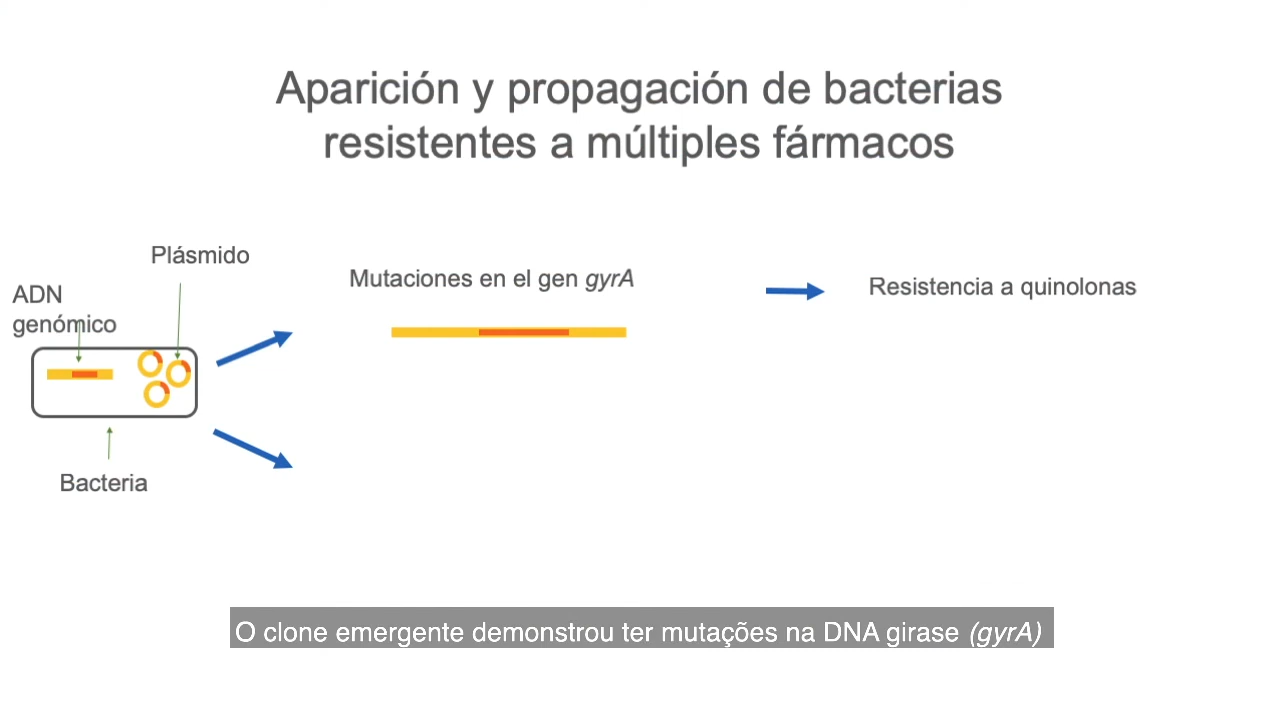 Aparición y propagación de bacterias
resistentes a múltiples fármacos
Plásmido
ADN
genómico
Bacteria
Mutaciones en el gen gyrA
Resistencia a quinolonas
O clone emergente demonstrou ter mutações na DNA girase (gyrA)